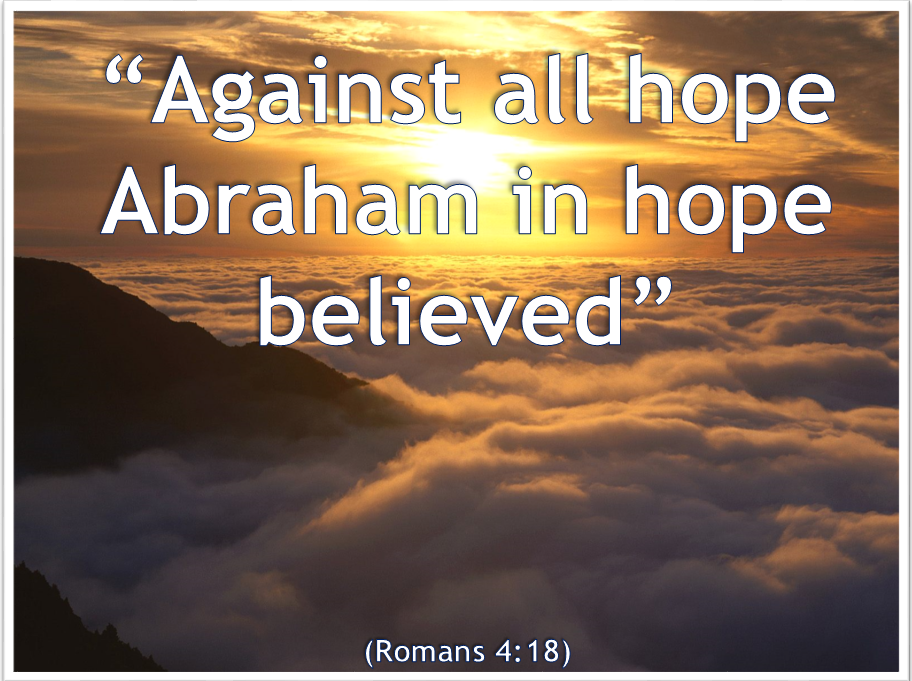 “Against all hope
Abraham in hope
believed”
(Romans 4:18)